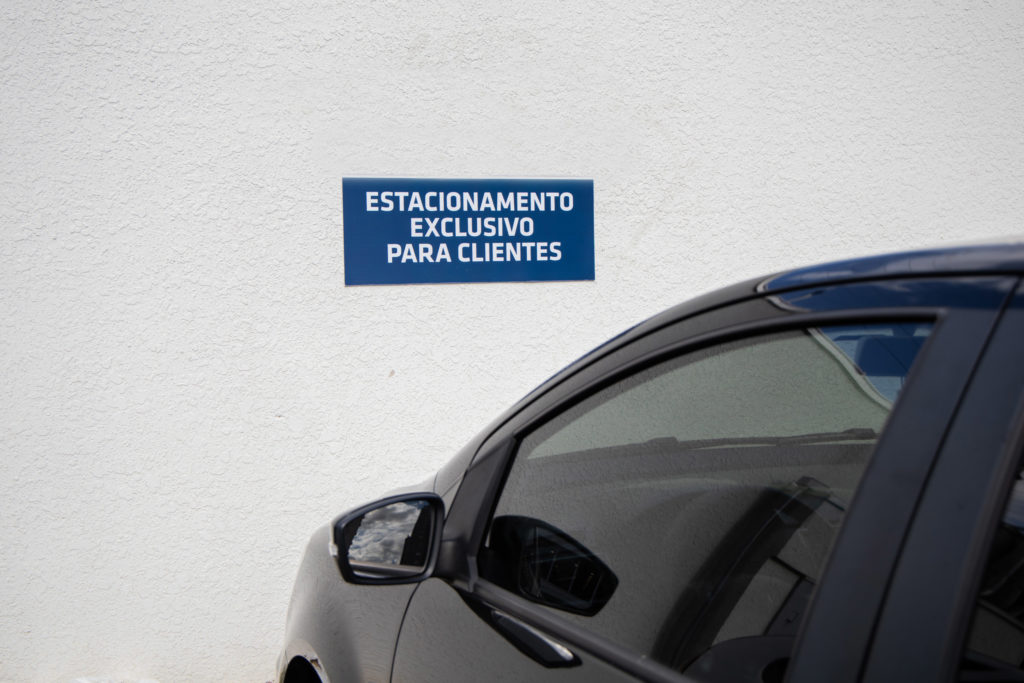 ESTACIONAMENTO
EXCLUSIVO
PARA CLIENTES